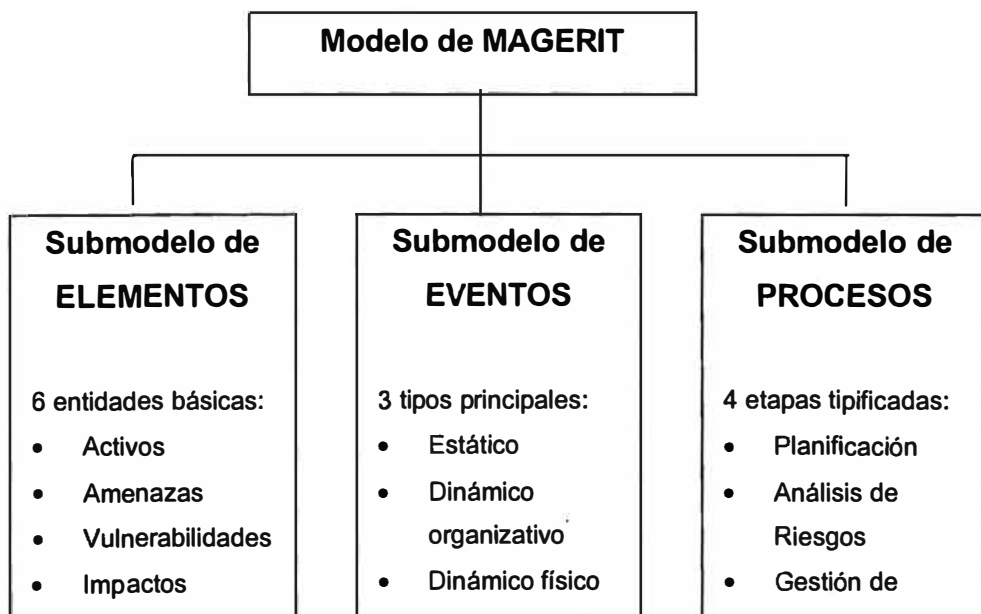 Modelo de MAGERIT
Submodelo de
ELEMENTOS
6 entidades básicas:
• Activos
• Amenazas
• Vulnerabilidades
• Impactos
Submodelo de
EVENTOS
3 tipos principales:
• Estático
• Dinámico
organizativo
• Dinámico físico
Submodelo de
PROCESOS
4 etapas tipificadas:
• Planificación
• Análisis de
Riesgos
• Gestión de